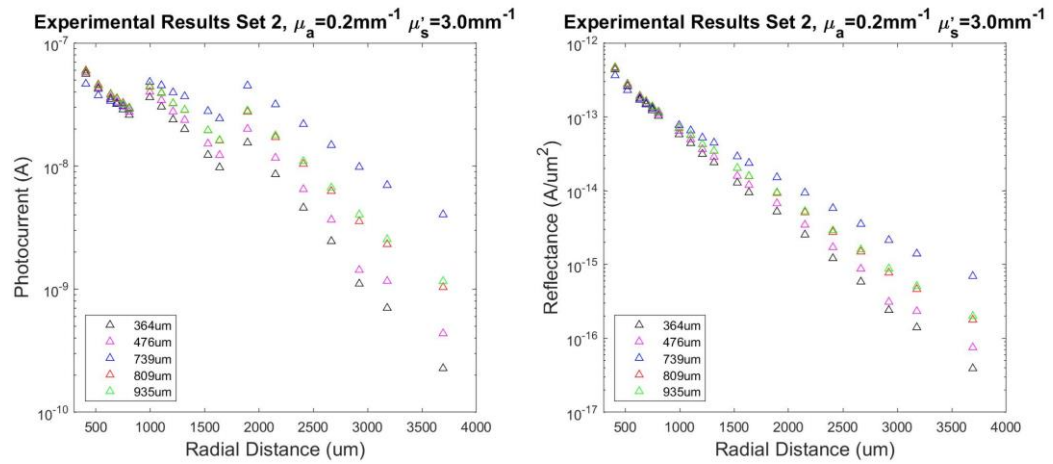 Experimental Results Set 2, μa=0.2mm-1 μs'=3.0mm-1
10-7
10-8
10-9
10-10
Photocurrent (A)
364um
476um
739um
809um
935um
500 1000 1500 2000 2500 3000 3500 4000
Radial Distance (um)
Experimental Results Set 2, μa=0.2mm-1 μs'=3.0mm-1
10-12
10-13
10-14
10-15
10-16
10-17
Reflectance (A/um2)
364um
476um
739um
809um
935um
500 1000 1500 2000 2500 3000 3500 4000
Radial Distance (um)